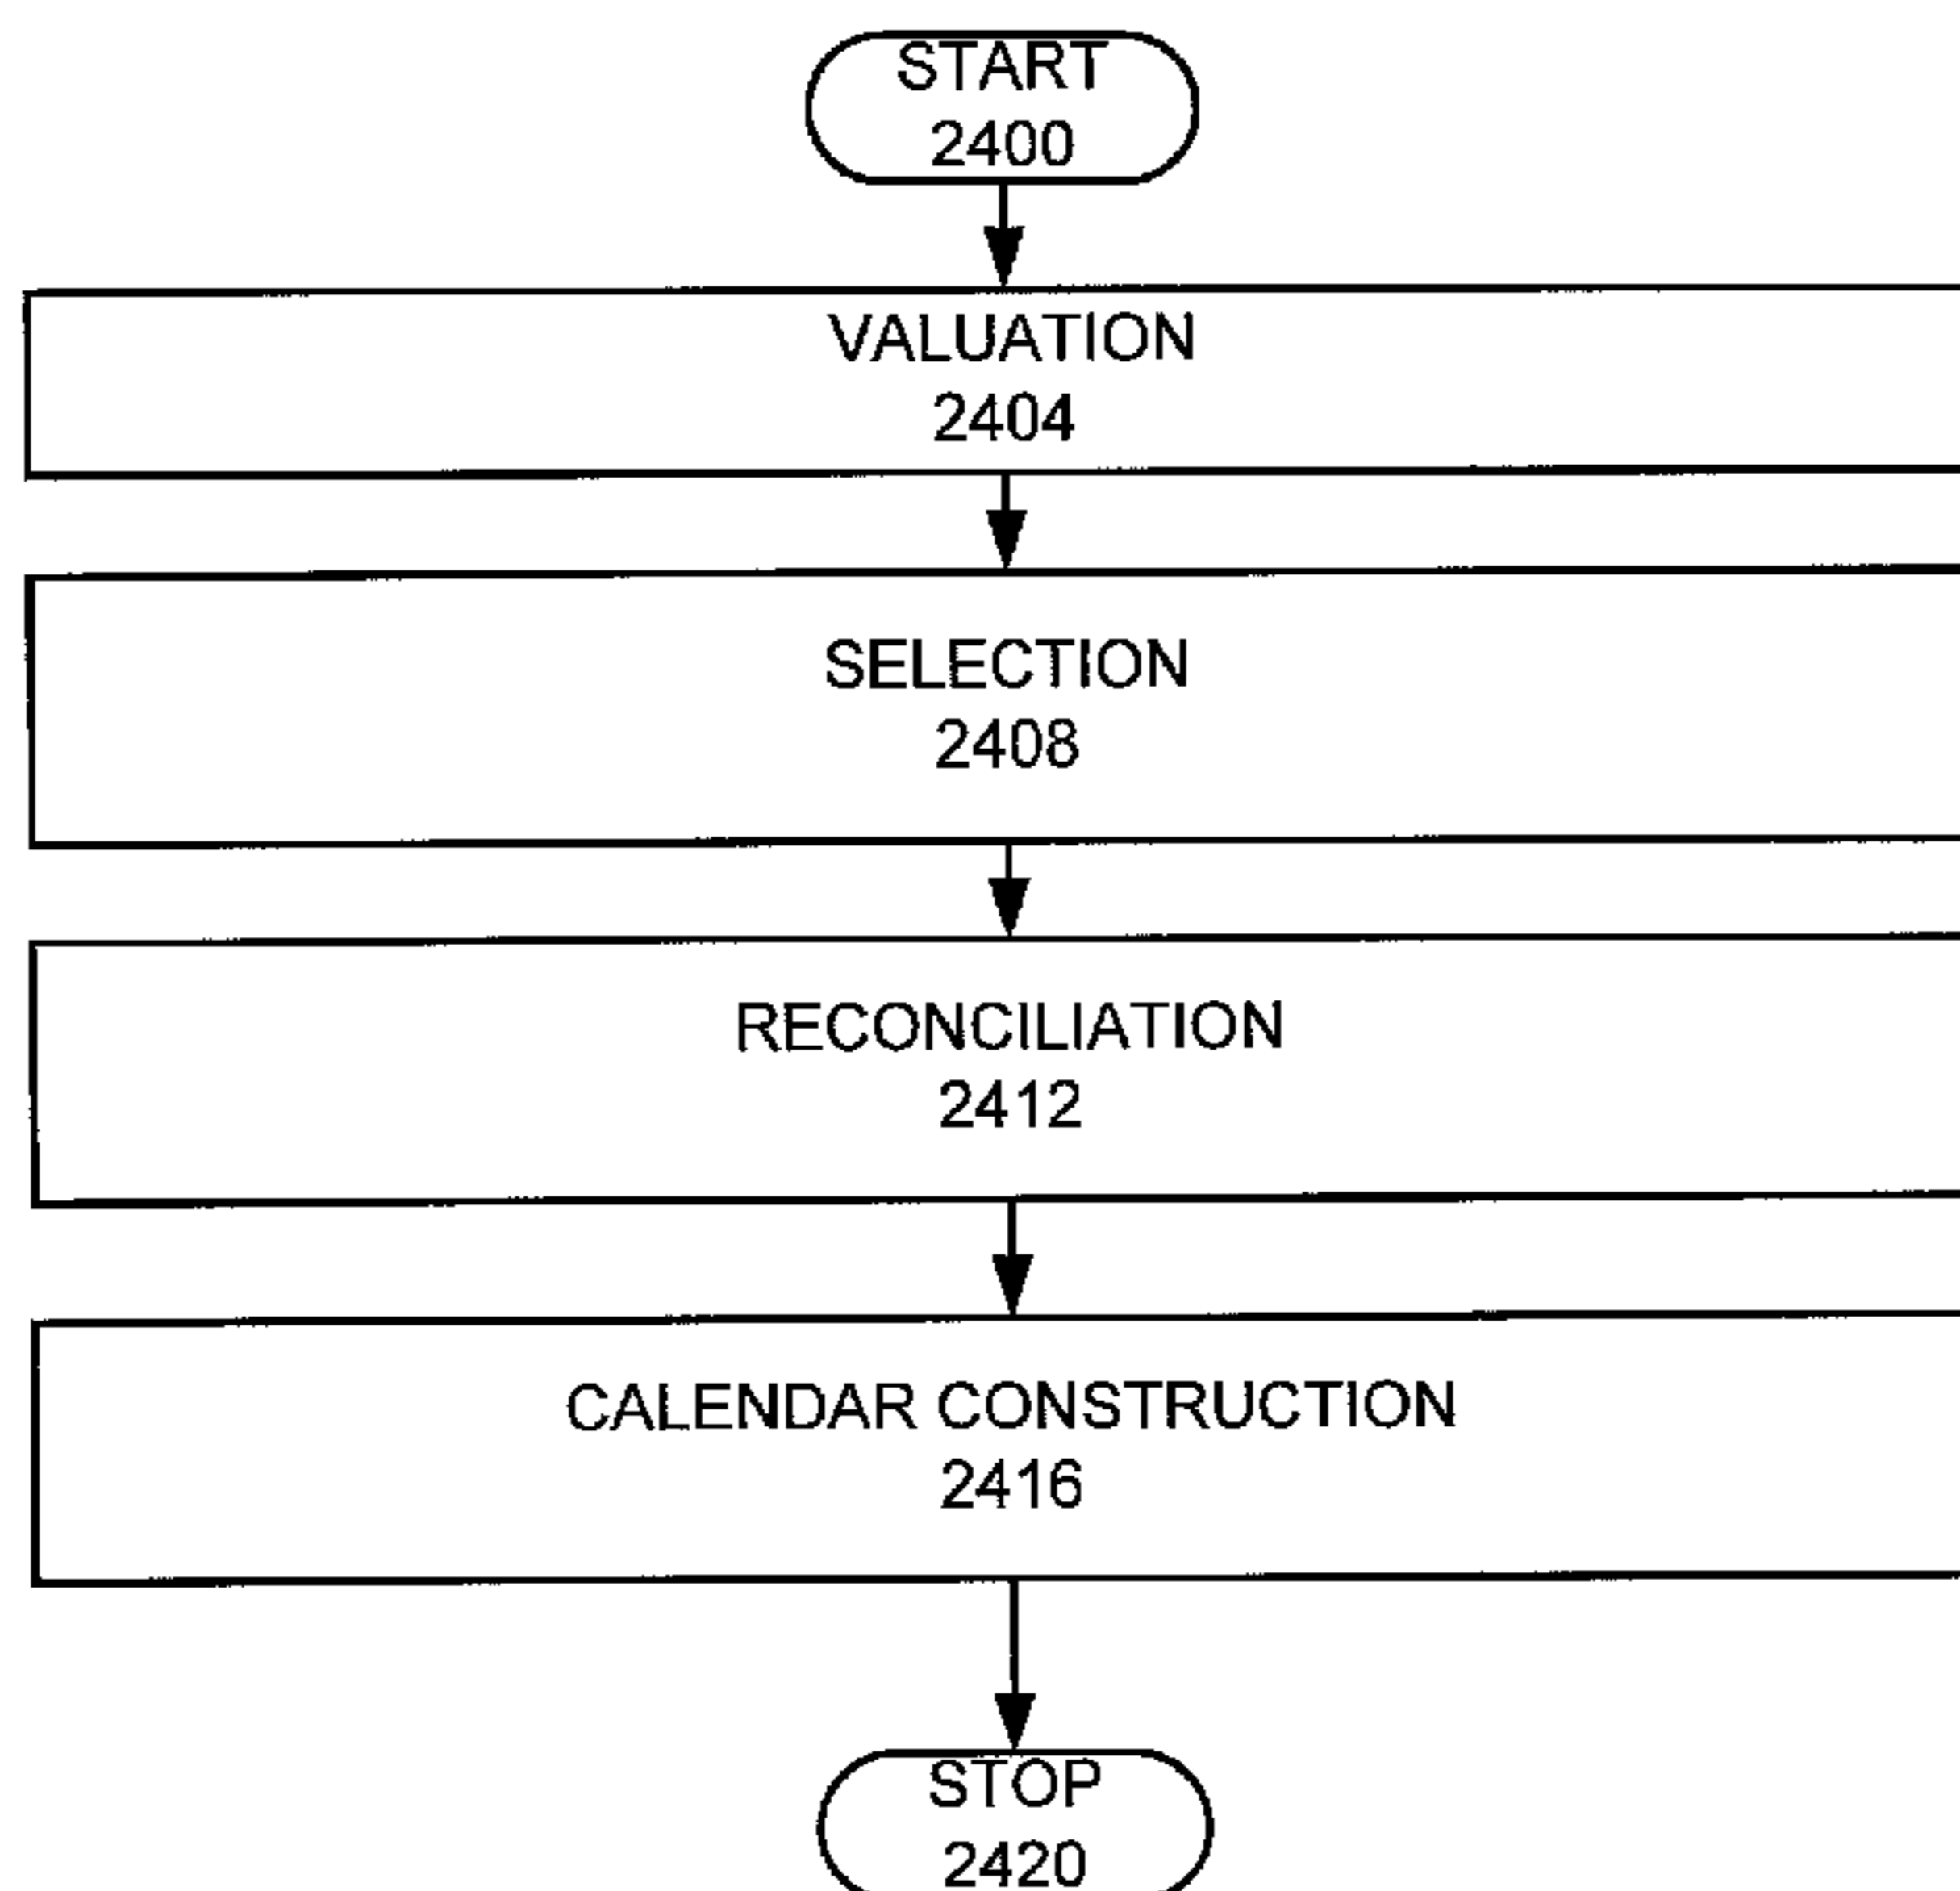 START
2400
VALUATION
2404
SELECTION
2408
RECONCILIATION
2412
CALENDAR CONSTRUCTION
2416
STOP
2420